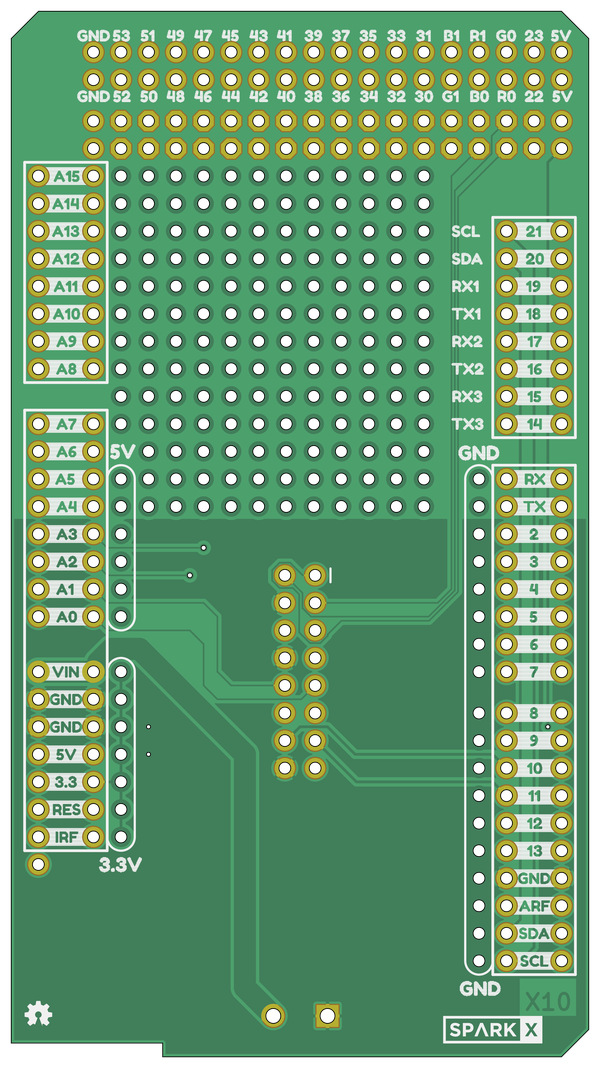 GND 53 51 49 47 45 43 41 39 37 35 33 31 B1 R1 G0 23 5V
GND 52 50 48 46 44 42 40 38 36 34 32 30 G1 B0 R0 22 5V
A15
A14
A13
A12
A11
A10
A9
A8
SCL 21
SDA 20
RX1 19
TX1 18
RX2 17
TX2 16
RX3 15
TX3 14
A7
A6
A5
A4
A3
A2
A1
A0
5V
VIN
GND
GND
5V
3.3
RES
IRF
3.3V
GND
RX
TX
2
3
4
5
6
7
8
9
10
11
12
13
GND
ARF
SDA
SCL
GND
X10
SPARK X